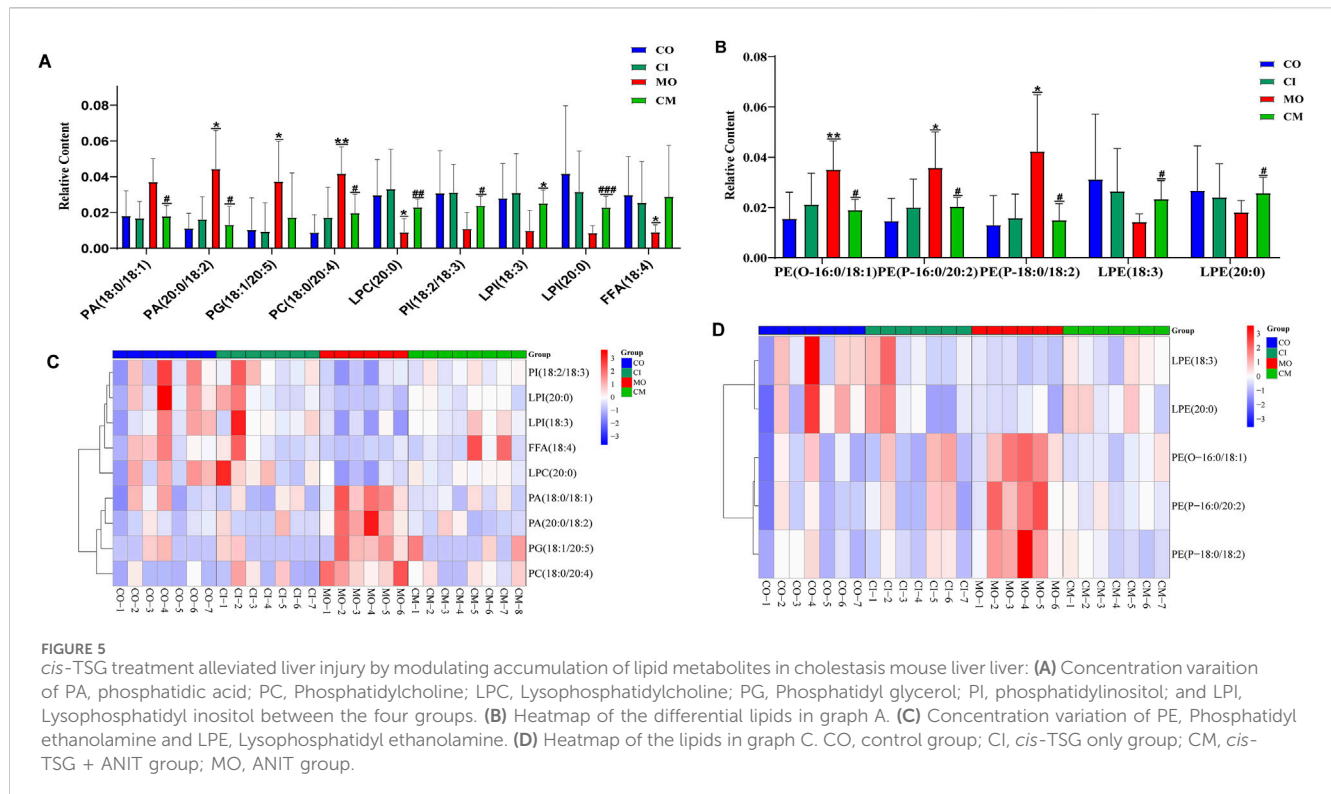 A
CO
CI
MO
CM
Relative Content
0.08
0.06
0.04
0.02
0.00
*
#
#
*
**
#
*
##
#
*
###
*
PA(18:0/18:1)
PA(20:0/18:2)
PG(18:1/20:5)
PC(18:0/20:4)
LPC(20:0)
PI(18:2/18:3)
LPI(18:3)
LPI(20:0)
FFA(18:4)
B
CO
CI
MO
CM
Relative Content
0.08
0.06
0.04
0.02
0.00
**
#
*
#
*
#
#
#
PE(O-16:0/18:1)
PE(P-16:0/20:2)
PE(P-18:0/18:2)
LPE(18:3)
LPE(20:0)
C
Group
PI(18:2/18:3)
LPI(20:0)
LPI(18:3)
FFA(18:4)
LPC(20:0)
PA(18:0/18:1)
PA(20:0/18:2)
PG(18:1/20:5)
PC(18:0/20:4)
CO-1
CO-2
CO-3
CO-4
CO-5
CO-6
CO-7
CI-1
CI-2
CI-3
CI-4
CI-5
CI-6
CI-7
MO-1
MO-2
MO-3
MO-4
MO-5
MO-6
CM-1
CM-2
CM-3
CM-4
CM-5
CM-6
CM-7
CM-8
3
2
1
0
-1
-2
-3
Group
CO
CI
MO
CM
D
Group
LPE(18:3)
LPE(20:0)
PE(O-16:0/18:1)
PE(P-16:0/20:2)
PE(P-18:0/18:2)
CO-1
CO-2
CO-3
CO-4
CO-5
CO-6
CO-7
CI-1
CI-2
CI-3
CI-4
CI-5
CI-6
CI-7
MO-1
MO-2
MO-3
MO-4
MO-5
MO-6
CM-1
CM-2
CM-3
CM-4
CM-5
CM-6
CM-7
3
2
1
0
-1
-2
-3
Group
CO
CI
MO
CM
FIGURE 5
cis-TSG treatment alleviated liver injury by modulating accumulation of lipid metabolites in cholestasis mouse liver liver: (A) Concentration varaition
of PA, phosphatidic acid; PC, Phosphatidylcholine; LPC, Lysophosphatidylcholine; PG, Phosphatidyl glycerol; PI, phosphatidylinositol; and LPI,
Lysophosphatidyl inositol between the four groups. (B) Heatmap of the differential lipids in graph A. (C) Concentration variation of PE, Phosphatidyl
ethanolamine and LPE, Lysophosphatidyl ethanolamine. (D) Heatmap of the lipids in graph C. CO, control group; CI, cis-TSG only group; CM, cis-
TSG + ANIT group; MO, ANIT group.